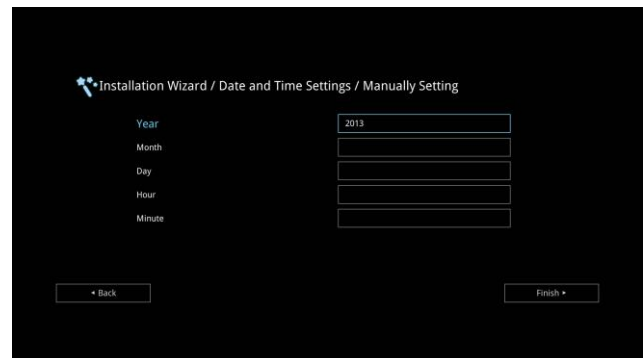 Installation Wizard / Date and Time Settings / Manually Setting
Year 2013
Month
Day
Hour
Minute
Back
Finish